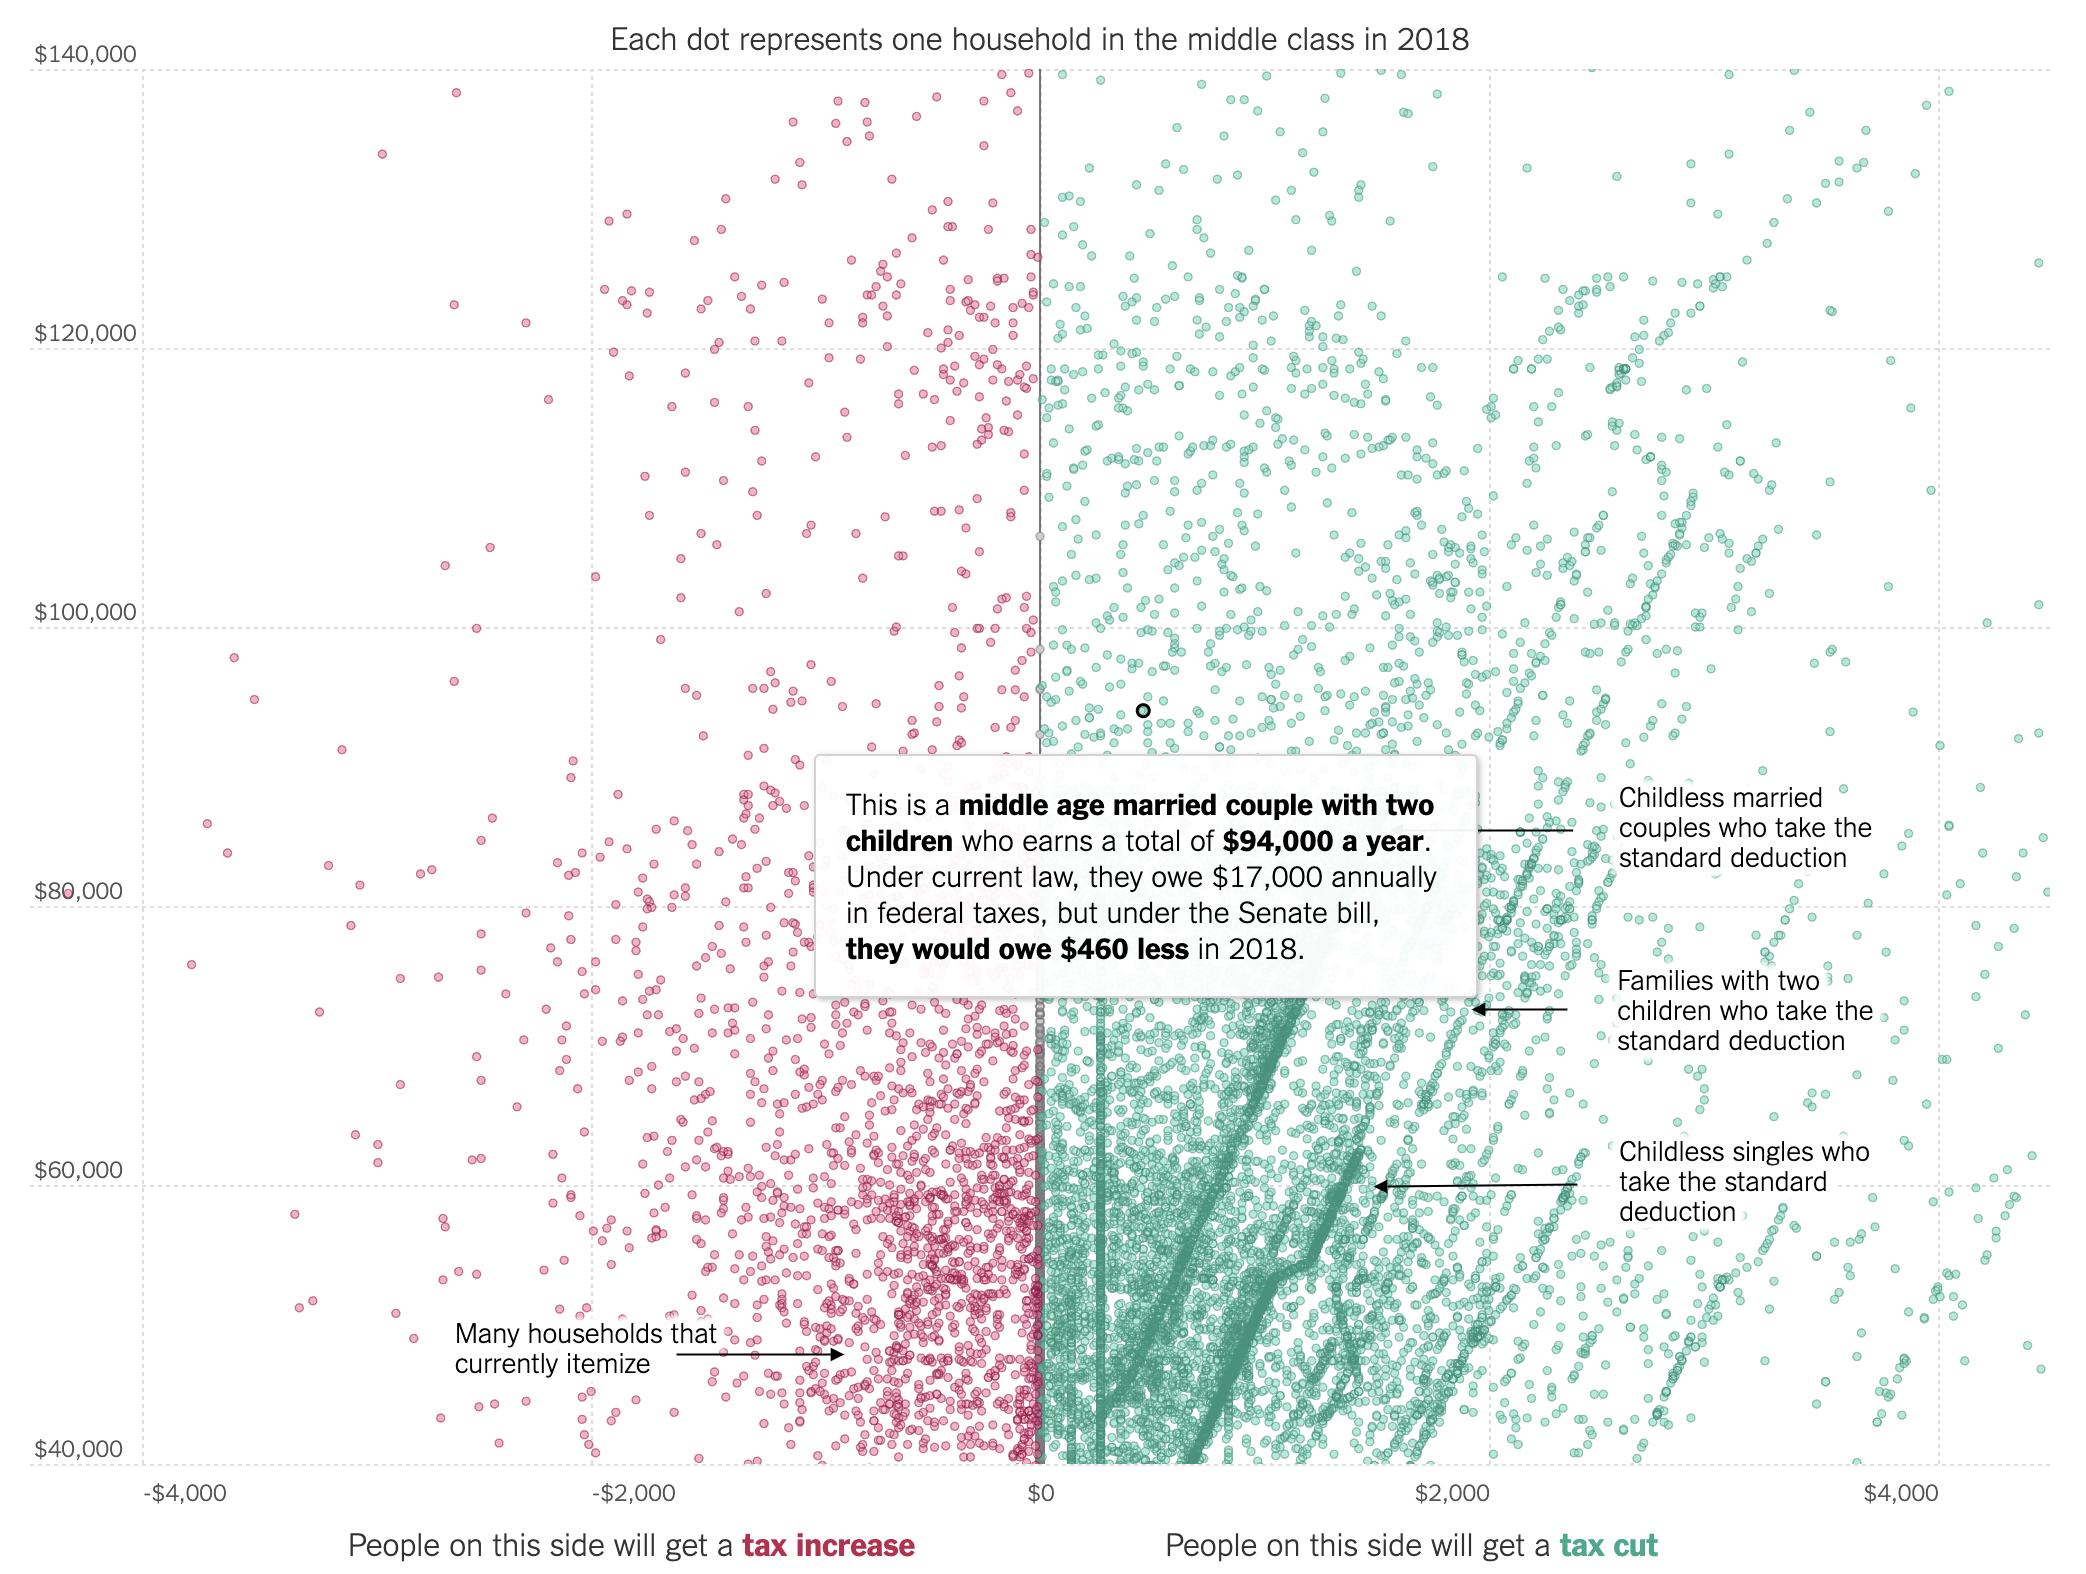 Each dot represents one household in the middle class in 2018
$140,000
$120,000
$100,000
This is a middle age married couple with two
children who earns a total of $94,000 a year.
Under current law, they owe $17,000 annually
in federal taxes, but under the Senate bill,
they would owe $460 less in 2018.
Childless married
couples who take the
standard deduction
$80,000
Families with two
children who take the
standard deduction
Childless singles who
take the standard
deduction
$60,000
Many households that
currently itemize
$40,000
-$4,000
-$2,000
$0
$2,000
$4,000
People on this side will get a tax increase
People on this side will get a tax cut